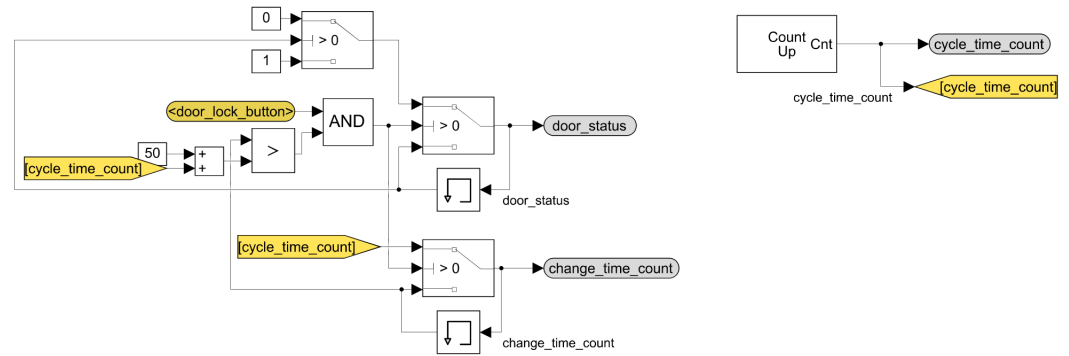 0
> 0
1
<door_lock_button>
AND
> 0
door_status
50
+
+
>
[cycle_time_count]
door_status
[cycle_time_count]
> 0
change_time_count
change_time_count
Count
Up
Cnt
cycle_time_count
cycle_time_count
[cycle_time_count]